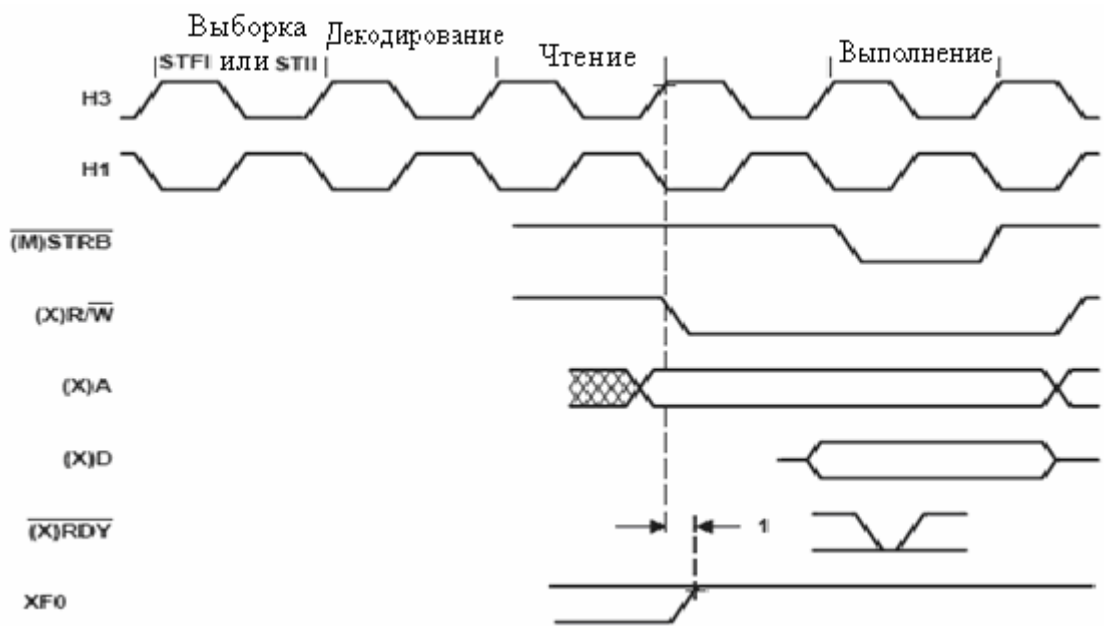 Выборка
Декодирование
Чтение
Выполнение
STFI или STII
H3
H1
(M)STRB
(X)R/W
(X)A
(X)D
(X)RDY
1
XF0